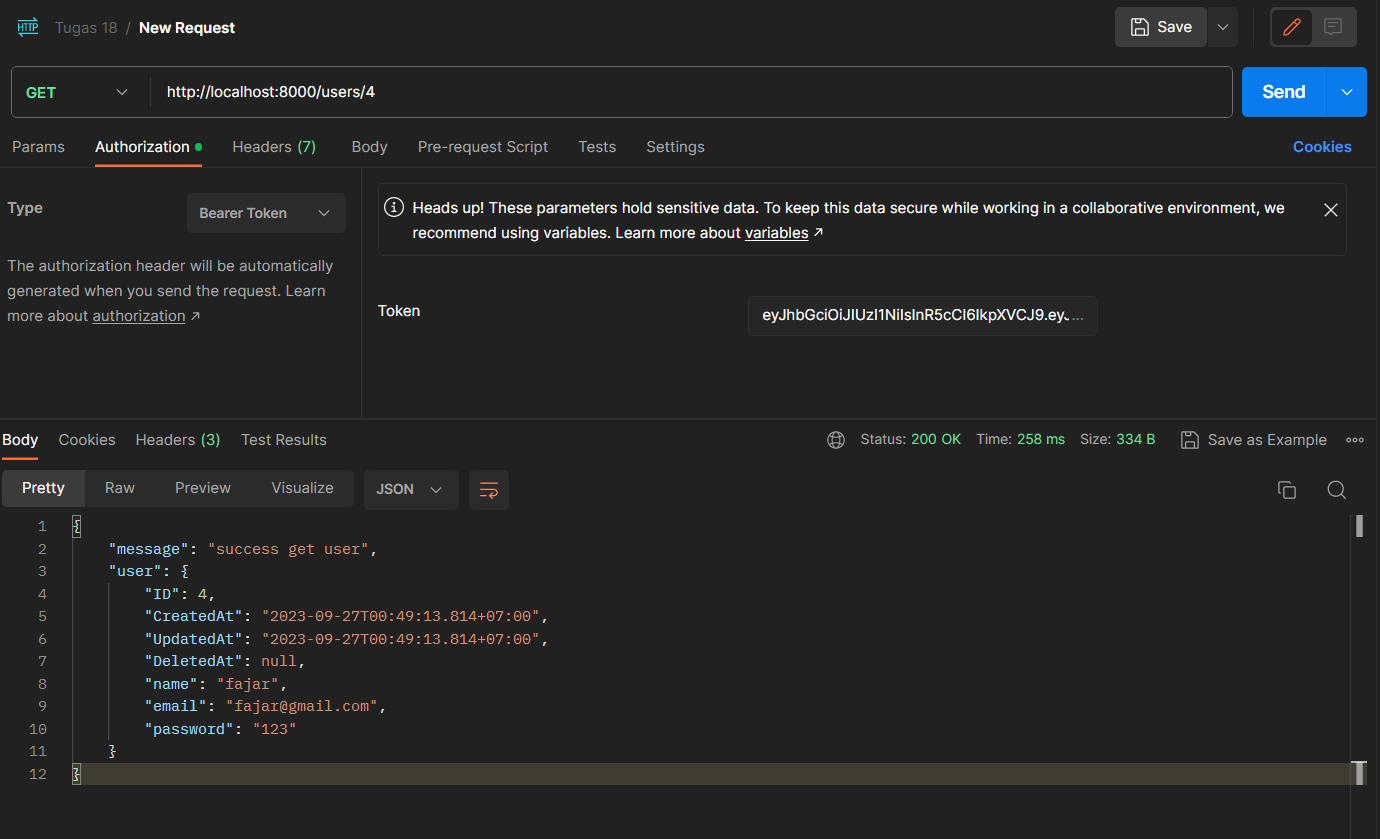 HTTP Tugas 18 / New Request Save
GET http://localhost:8000/users/4 Send
Params Authorization Headers (7) Body Pre-request Script Tests Settings Cookies
Type Bearer Token
The authorization header will be automatically
generated when you send the request. Learn
more about authorization ↗
Heads up! These parameters hold sensitive data. To keep this data secure while working in a collaborative environment, we
recommend using variables. Learn more about variables ↗
Token eyJhbGciOiJIUzI1NiIsInR5cCI6IkpXVCJ9.eyJ...
Body Cookies Headers (3) Test Results Status: 200 OK Time: 258 ms Size: 334 B Save as Example
Pretty Raw Preview Visualize JSON
1 {
2 "message": "success get user",
3 "user": {
4 "ID": 4,
5 "CreatedAt": "2023-09-27T00:49:13.814+07:00",
6 "UpdatedAt": "2023-09-27T00:49:13.814+07:00",
7 "DeletedAt": null,
8 "name": "fajar",
9 "email": "fajar@gmail.com",
10 "password": "123"
11 }
12 }